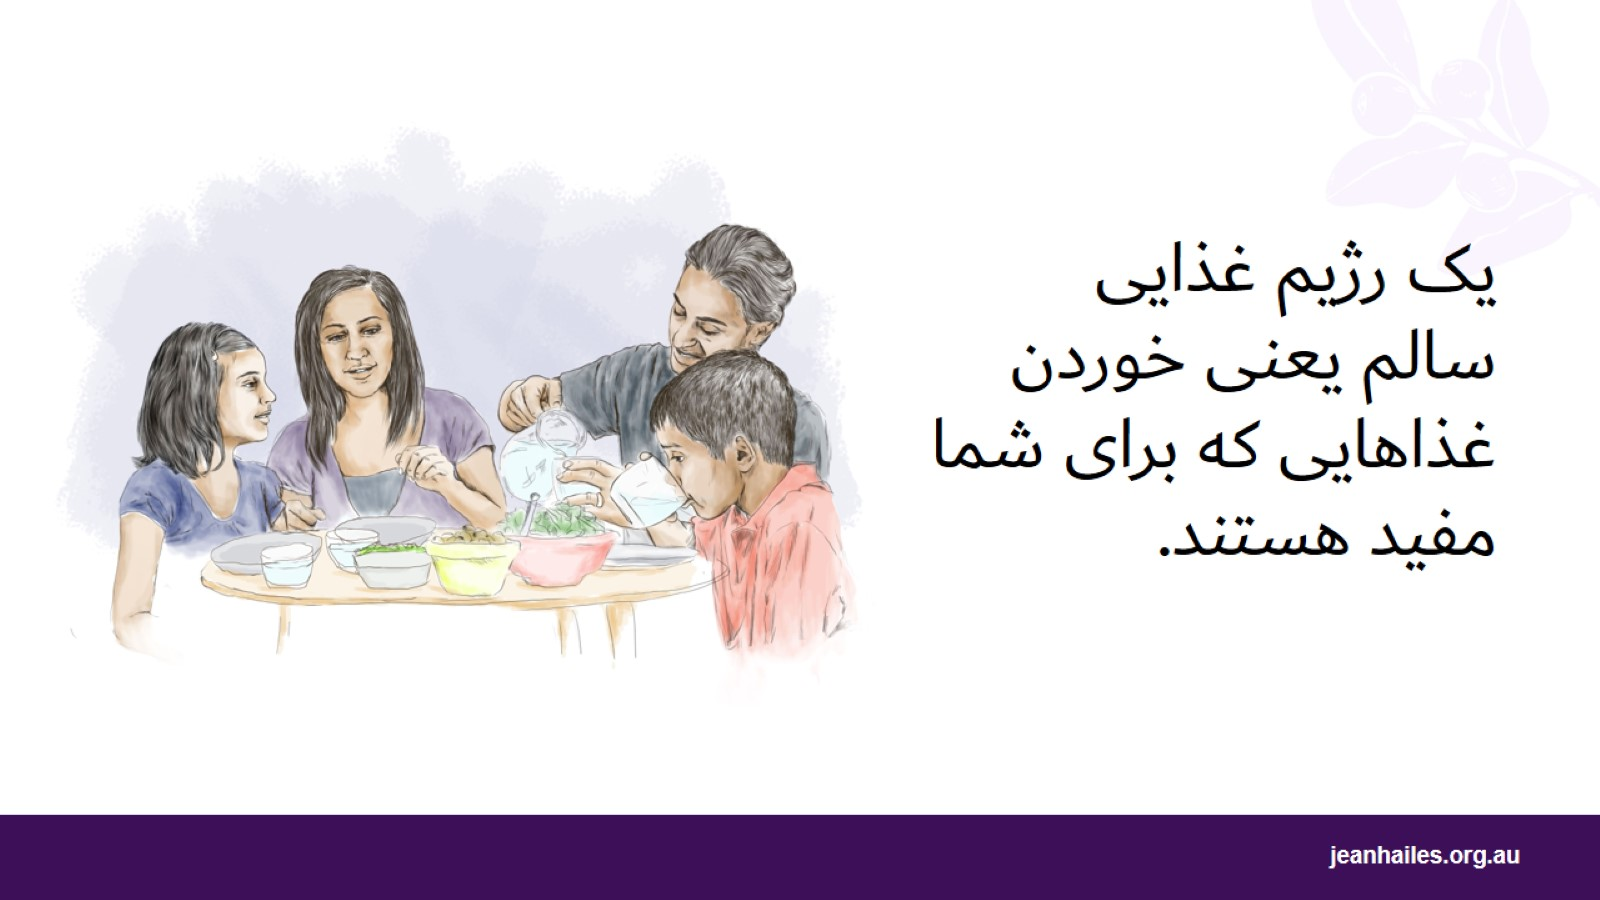 یک رژیم غذایی
سالم یعنی خوردن
غذاهایی که برای شما
مفید هستند.
jeanhailes.org.au